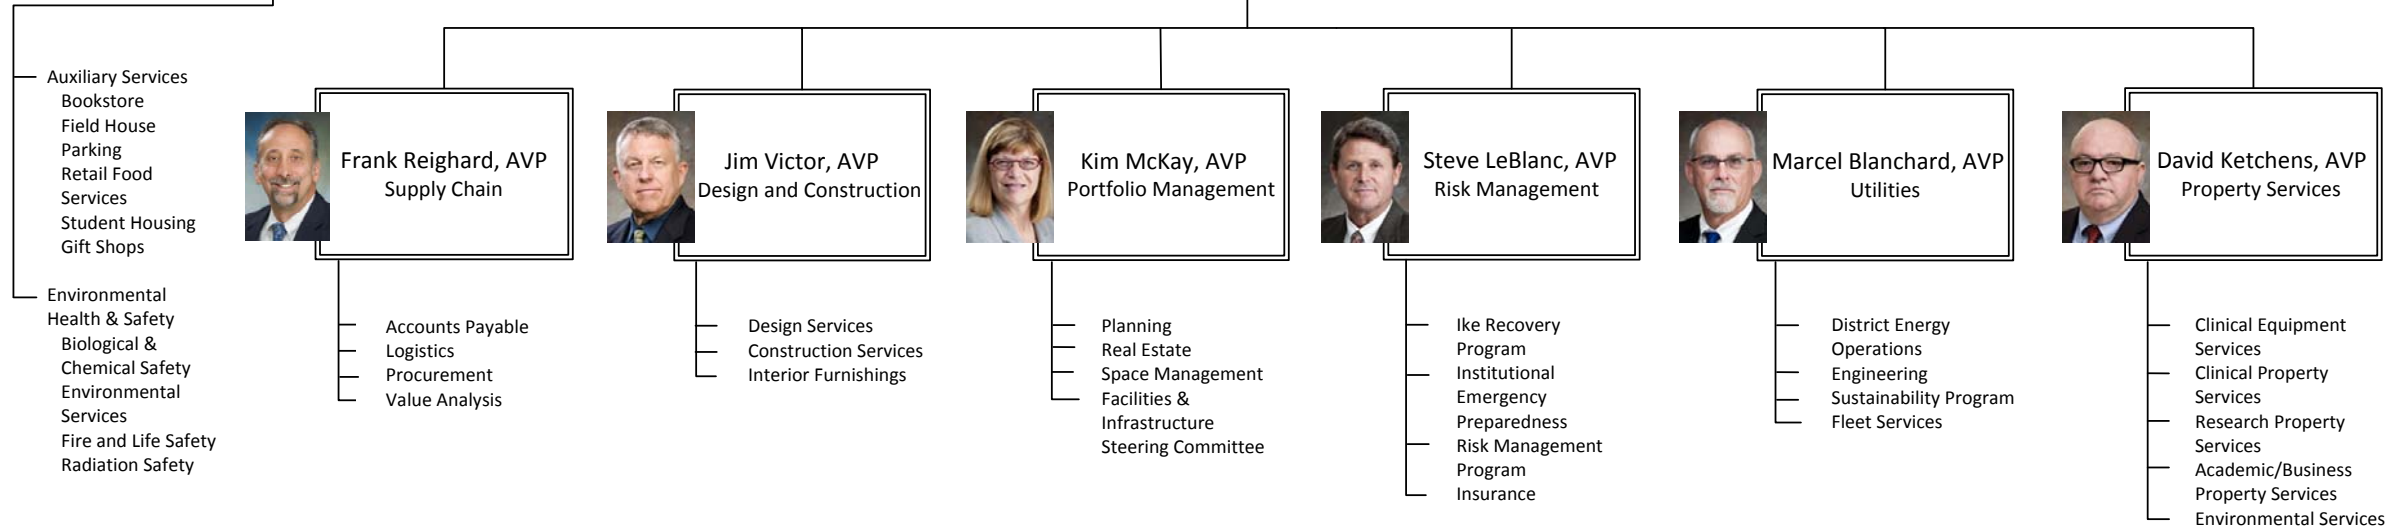 Auxiliary Services
Bookstore
Field House
Parking
Retail Food
Services
Student Housing
Gift Shops
Environmental
Health & Safety
Biological &
Chemical Safety
Environmental
Services
Fire and Life Safety
Radiation Safety
Frank Reighard, AVP
Supply Chain
Accounts Payable
Logistics
Procurement
Value Analysis
Jim Victor, AVP
Design and Construction
Design Services
Construction Services
Interior Furnishings
Kim McKay, AVP
Portfolio Management
Planning
Real Estate
Space Management
Facilities &
Infrastructure
Steering Committee
Steve LeBlanc, AVP
Risk Management
Ike Recovery
Program
Institutional
Emergency
Preparedness
Risk Management
Program
Insurance
Marcel Blanchard, AVP
Utilities
District Energy
Operations
Engineering
Sustainability Program
Fleet Services
David Ketchens, AVP
Property Services
Clinical Equipment
Services
Clinical Property
Services
Research Property
Services
Academic/Business
Property Services
Environmental Services